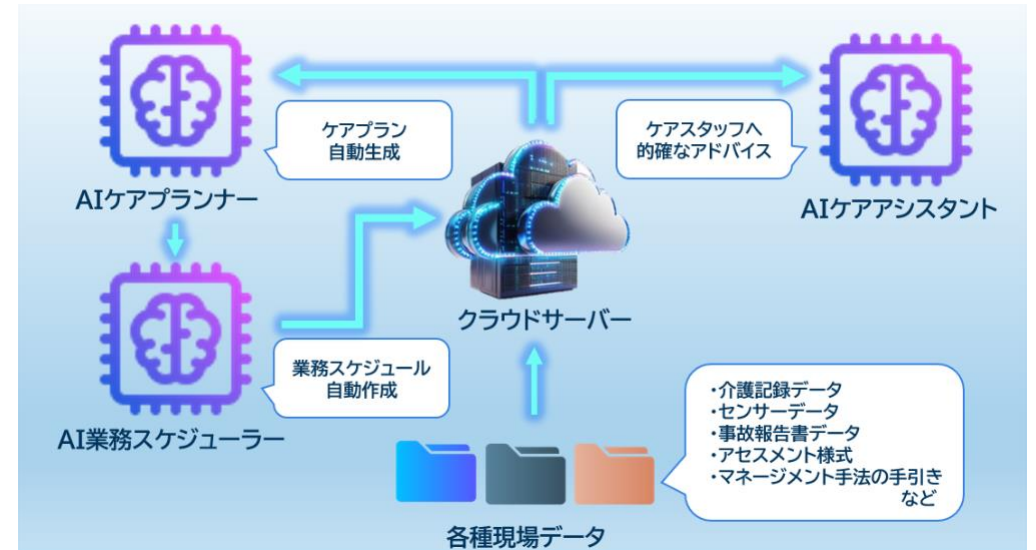 ケアプラン
自動生成
ケアスタッフへ
的確なアドバイス
AIケアプランナー
AIケアアシスタント
クラウドサーバー
業務スケジュール
自動作成
AI業務スケジューラー
・介護記録データ
・センサーデータ
・事故報告書データ
・アセスメント様式
・マネージメント手法の手引き
など
各種現場データ